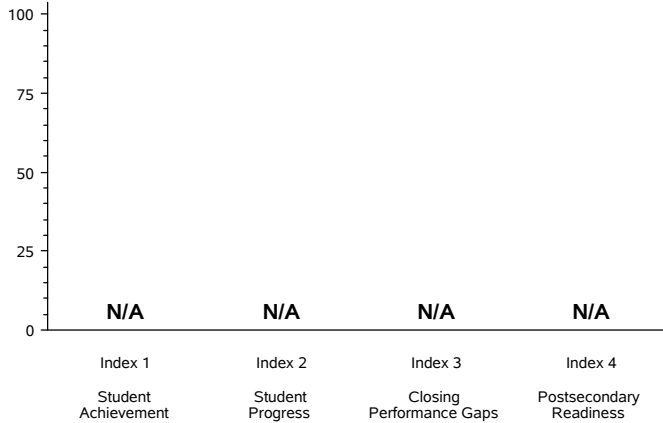 100
75
50
25
0
N/A N/A N/A N/A
Index 1 Index 2 Index 3 Index 4
Student Student Closing Postsecondary
Achievement Progress Performance Gaps Readiness